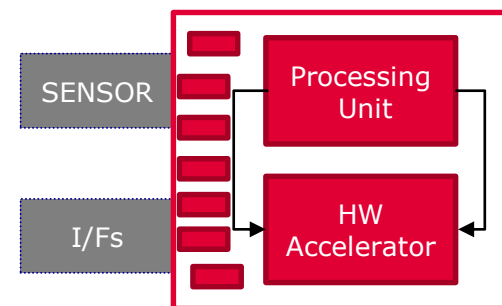 SENSOR
Processing
Unit
I/Fs
HW
Accelerator